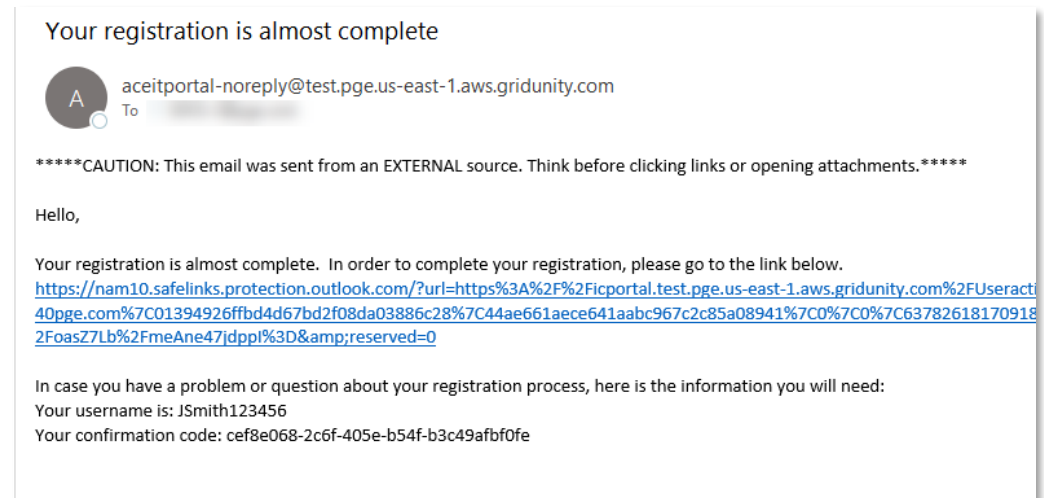 Your registration is almost complete
A
aceitportal-noreply@test.pge.us-east-1.aws.gridunity.com
To
*****CAUTION: This email was sent from an EXTERNAL source. Think before clicking links or opening attachments.*****
Hello,
Your registration is almost complete.  In order to complete your registration, please go to the link below.
https://nam10.safelinks.protection.outlook.com/?url=https%3A%2F%2Ficportal.test.pge.us-east-1.aws.gridunity.com%2FUseracti
40pge.com%7C01394926ffbd4d67bd2f08da03886c28%7C44ae661aece641aabc967c2c85a08941%7C0%7C0%7C63782618170918
2FoasZ7Lb%2FmeAne47jdppI%3D&amp;reserved=0
In case you have a problem or question about your registration process, here is the information you will need:
Your username is: JSmith123456
Your confirmation code: cef8e068-2c6f-405e-b54f-b3c49afbf0fe